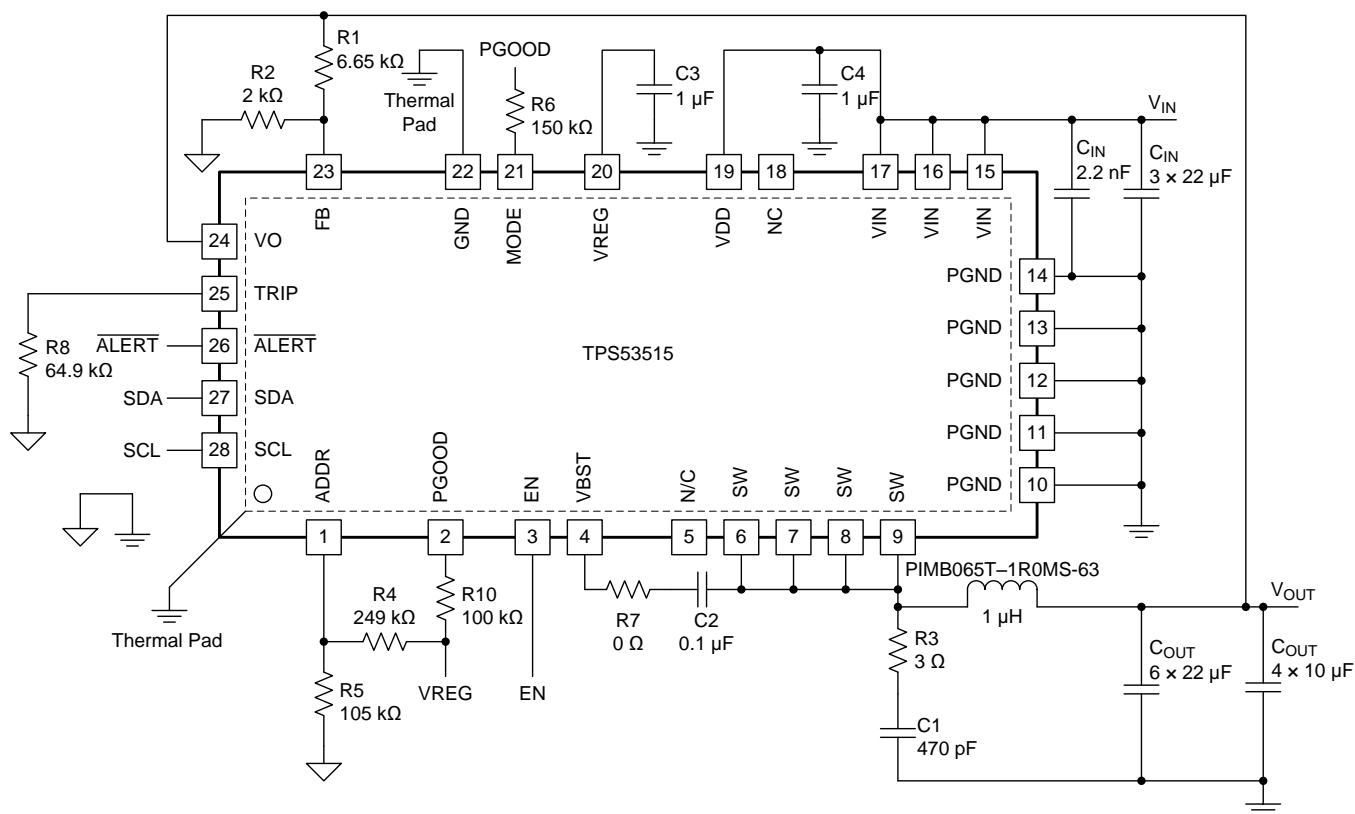 R1
6.65 kΩ
R2
2 kΩ
Thermal
Pad
PGOOD
R6
150 kΩ
C3
1 µF
C4
1 µF
VIN
CIN
2.2 nF
CIN
3 × 22 µF
23
22
21
20
19
18
17
16
15
FB
GND
MODE
VREG
VDD
NC
VIN
VIN
VIN
24
VO
25
TRIP
R8
64.9 kΩ
ALERT
26
ALERT
SDA
27
SDA
SCL
28
SCL
TPS53515
PGND
14
PGND
13
PGND
12
PGND
11
PGND
10
ADDR
PGOOD
EN
VBST
N/C
SW
SW
SW
SW
1
2
3
4
5
6
7
8
9
Thermal Pad
R4
249 kΩ
R10
100 kΩ
R5
105 kΩ
VREG
EN
R7
0 Ω
C2
0.1 µF
PIMB065T–1R0MS-63
1 µH
R3
3 Ω
C1
470 pF
VOUT
COUT
6 × 22 µF
COUT
4 × 10 µF